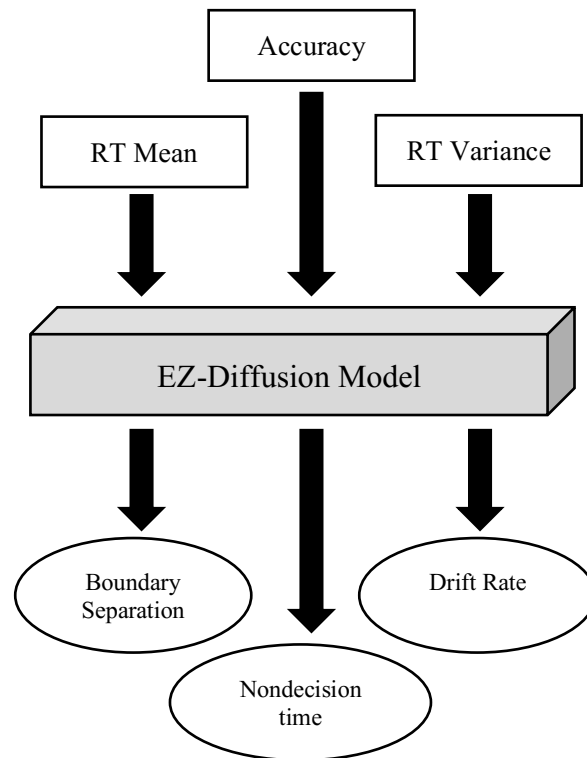 Accuracy
RT Mean
RT Variance
EZ-Diffusion Model
Boundary
Separation
Drift Rate
Nondecision
time